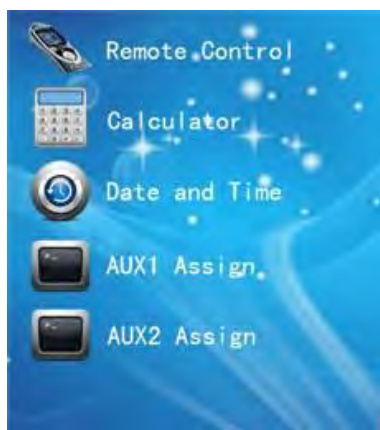 Remote Control
Calculator
Date and Time
AUX1 Assign
AUX2 Assign